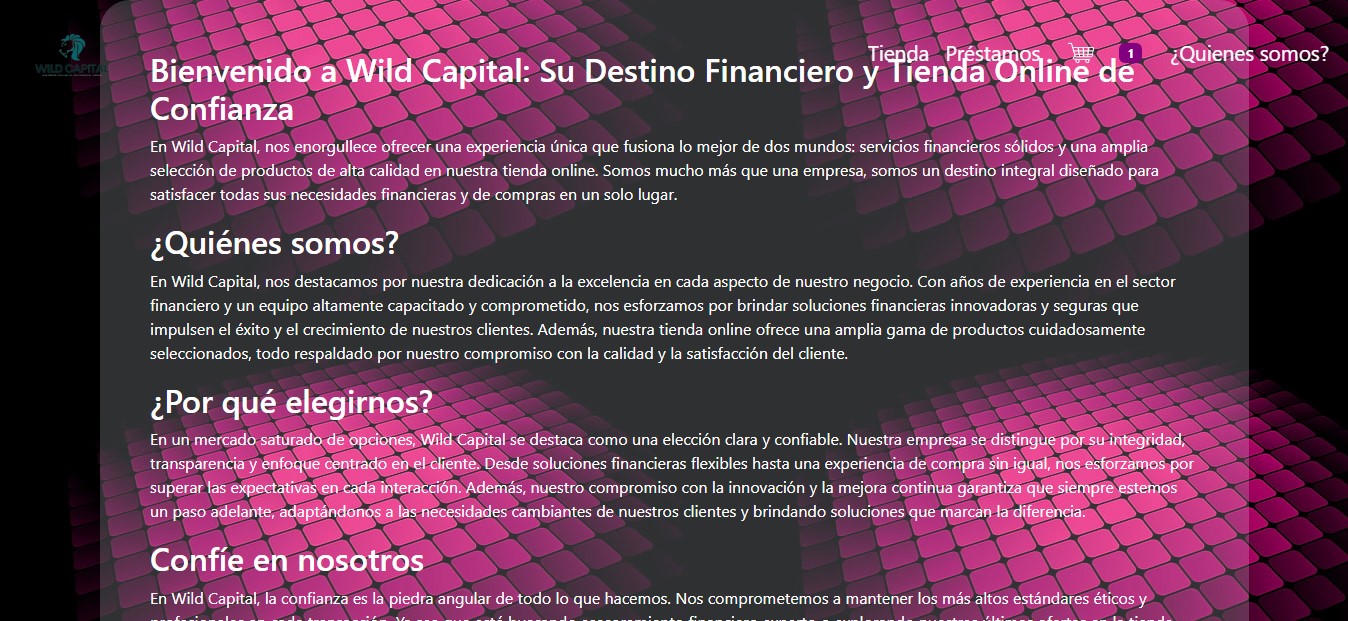 WILD CAPITAL
Tienda Préstamos 1 ¿Quienes somos?
Bienvenido a Wild Capital: Su Destino Financiero y Tienda Online de
Confianza
En Wild Capital, nos enorgullece ofrecer una experiencia única que fusiona lo mejor de dos mundos: servicios financieros sólidos y una amplia
selección de productos de alta calidad en nuestra tienda online. Somos mucho más que una empresa, somos un destino integral diseñado para
satisfacer todas sus necesidades financieras y de compras en un solo lugar.
¿Quiénes somos?
En Wild Capital, nos destacamos por nuestra dedicación a la excelencia en cada aspecto de nuestro negocio. Con años de experiencia en el sector
financiero y un equipo altamente capacitado y comprometido, nos esforzamos por brindar soluciones financieras innovadoras y seguras que
impulsen el éxito y el crecimiento de nuestros clientes. Además, nuestra tienda online ofrece una amplia gama de productos cuidadosamente
seleccionados, todo respaldado por nuestro compromiso con la calidad y la satisfacción del cliente.
¿Por qué elegirnos?
En un mercado saturado de opciones, Wild Capital se destaca como una elección clara y confiable. Nuestra empresa se distingue por su integridad,
transparencia y enfoque centrado en el cliente. Desde soluciones financieras flexibles hasta una experiencia de compra sin igual, nos esforzamos por
superar las expectativas en cada interacción. Además, nuestro compromiso con la innovación y la mejora continua garantiza que siempre estemos
un paso adelante, adaptándonos a las necesidades cambiantes de nuestros clientes y brindando soluciones que marcan la diferencia.
Confíe en nosotros
En Wild Capital, la confianza es la piedra angular de todo lo que hacemos. Nos comprometemos a mantener los más altos estándares éticos y